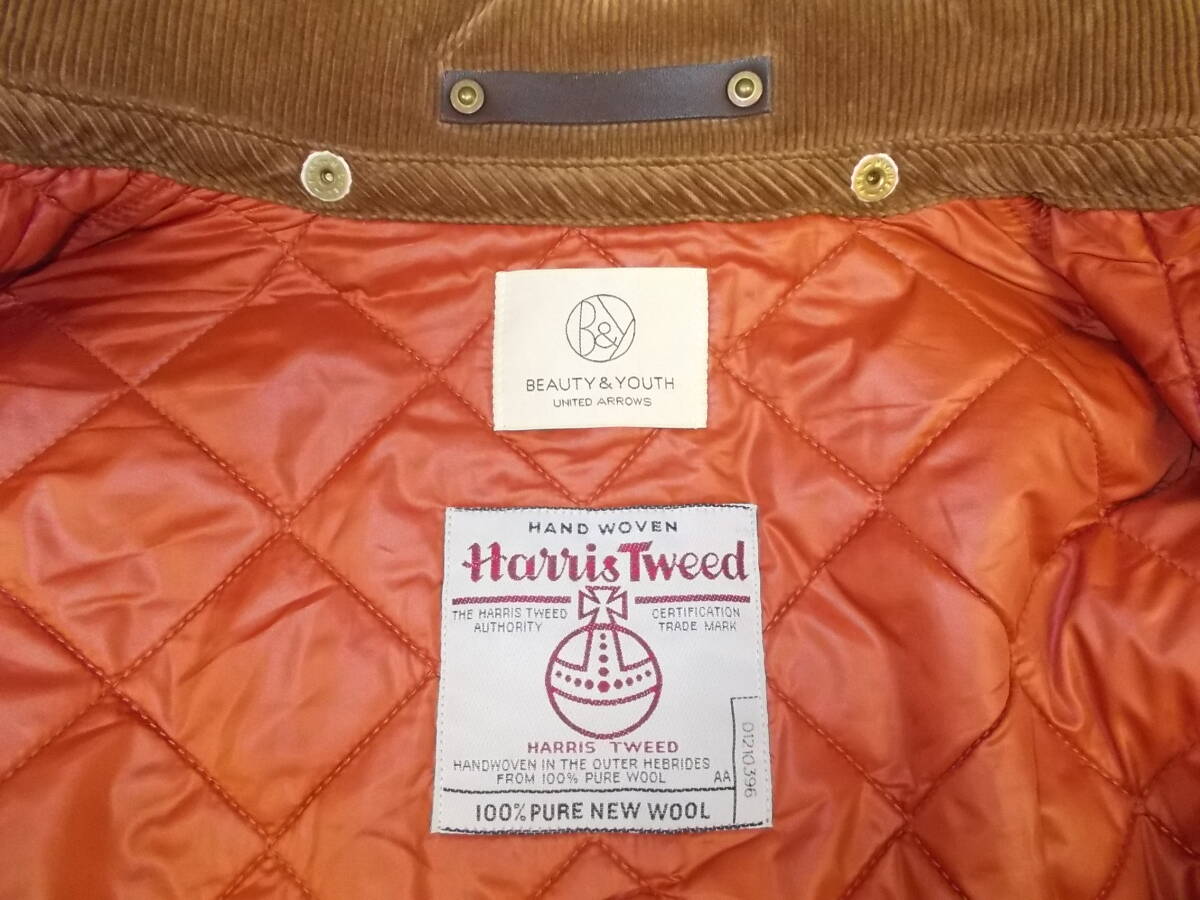 B&Y
BEAUTY & YOUTH
UNITED ARROWS
HAND WOVEN
Harris Tweed
THE HARRIS TWEED
AUTHORITY
CERTIFICATION
TRADE MARK
HARRIS TWEED
HANDWOVEN IN THE OUTER HEBRIDES
FROM 100% PURE WOOL
AA
100% PURE NEW WOOL
D1210396